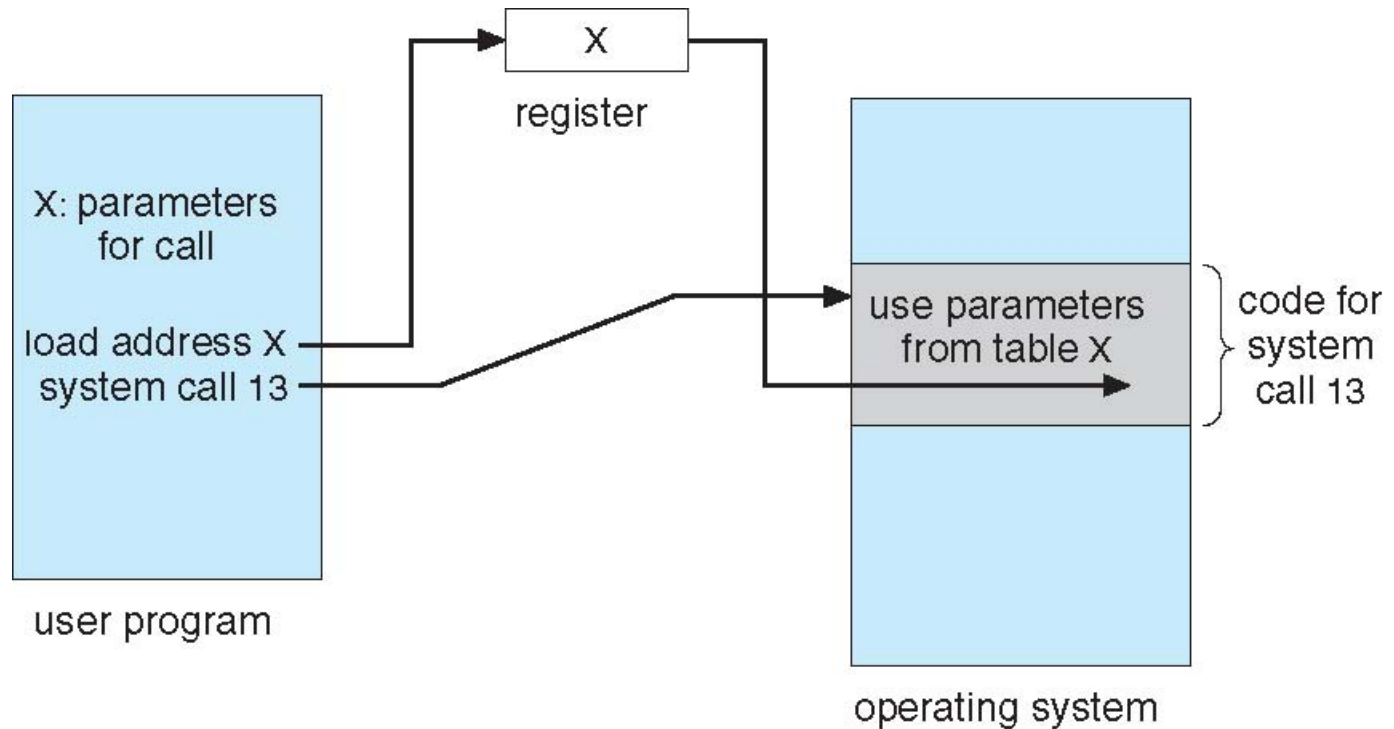 X
register
X: parameters
for call
load address X
system call 13
user program
use parameters
from table X
code for
system
call 13
operating system